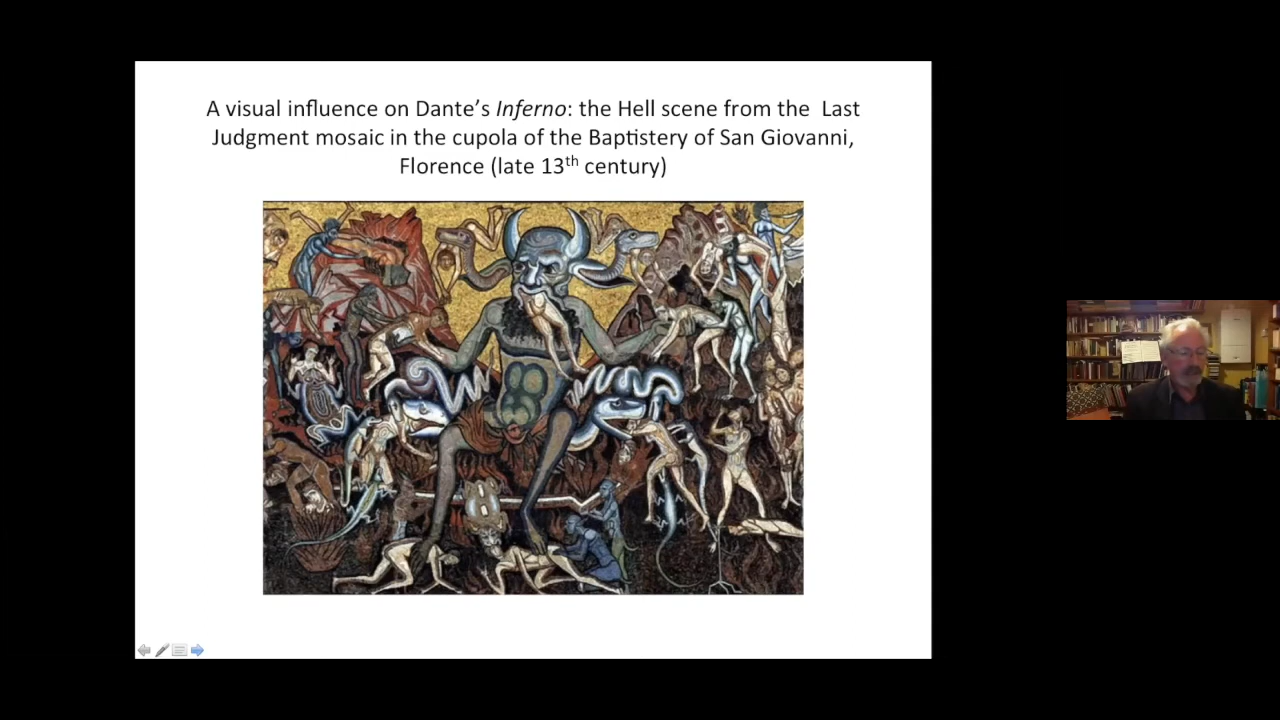 A visual influence on Dante's Inferno: the Hell scene from the Last
Judgment mosaic in the cupola of the Baptistery of San Giovanni,
Florence (late 13th century)